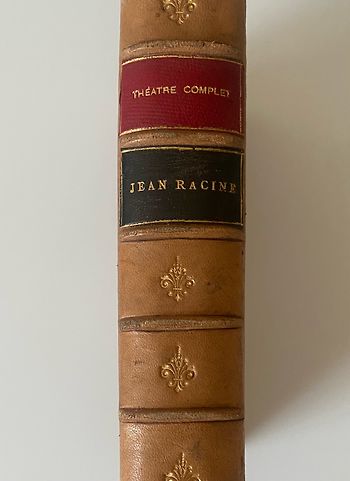 THÉATRE COMPLET
JEAN RACINE